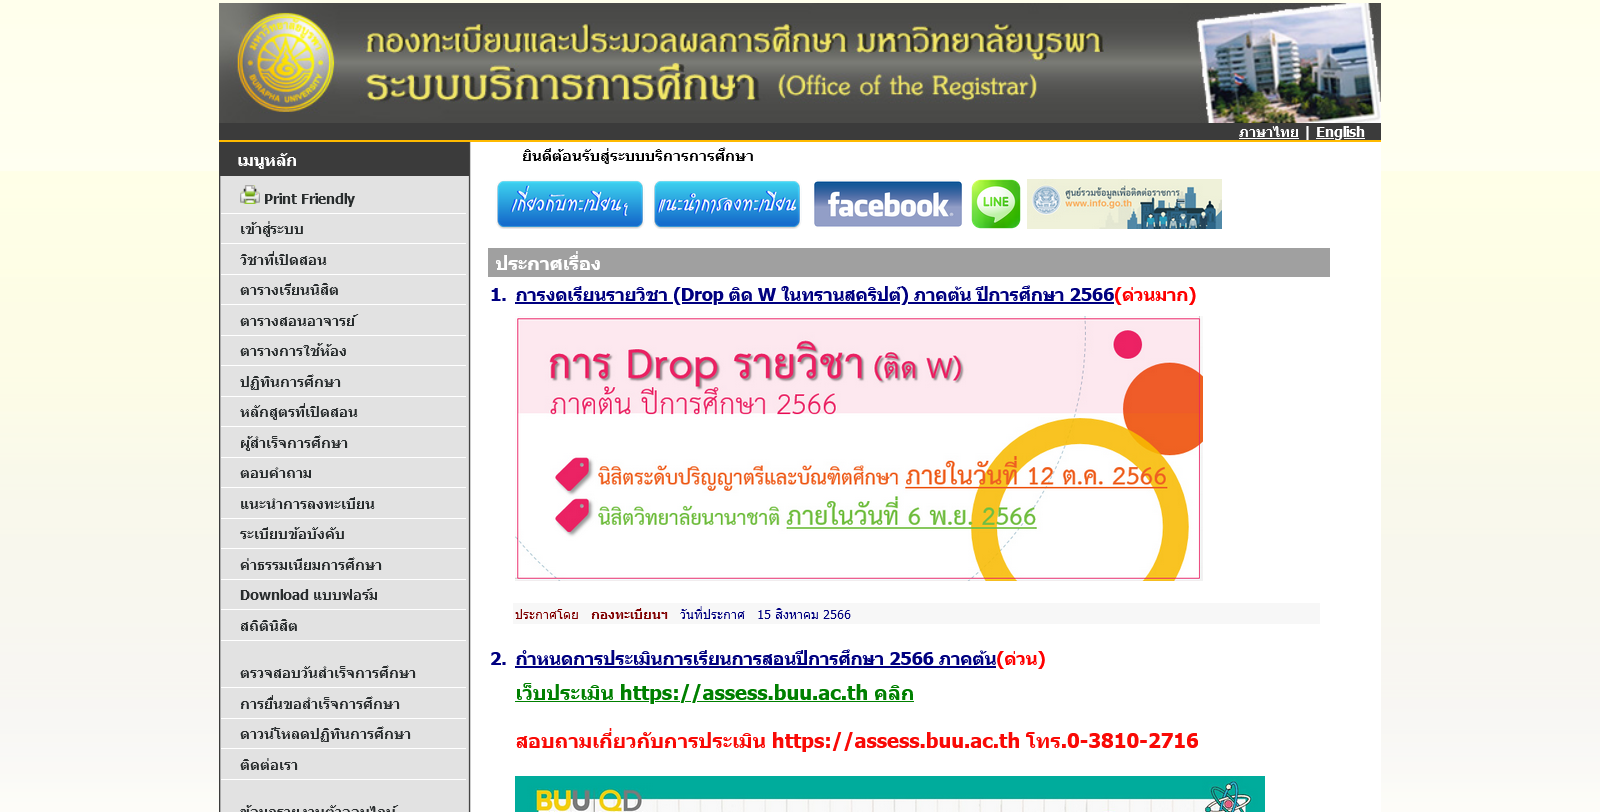 กองทะเบียนและประมวลผลการศึกษา มหาวิทยาลัยบูรพา
ระบบบริการการศึกษา (Office of the Registrar)
BURAPHA UNIVERSITY
ภาษาไทย | English
เมนูหลัก
Print Friendly
เข้าสู่ระบบ
วิชาที่เปิดสอน
ตารางเรียนนิสิต
ตารางสอนอาจารย์
ตารางการใช้ห้อง
ปฏิทินการศึกษา
หลักสูตรที่เปิดสอน
ผู้สำเร็จการศึกษา
ตอบคำถาม
แนะนำการลงทะเบียน
ระเบียบข้อบังคับ
ค่าธรรมเนียมการศึกษา
Download แบบฟอร์ม
สถิตินิสิต
ตรวจสอบวันสำเร็จการศึกษา
การยื่นขอสำเร็จการศึกษา
ดาวน์โหลดปฏิทินการศึกษา
ติดต่อเรา
ยินดีต้อนรับสู่ระบบบริการการศึกษา
เกี่ยวกับทะเบียนฯ
แนะนำการลงทะเบียน
facebook
LINE
ศูนย์รวมข้อมูลเพื่อติดต่อราชการ
www.info.go.th
ประกาศเรื่อง
1. การงดเรียนรายวิชา (Drop ติด W ในทรานสคริปต์) ภาคต้น ปีการศึกษา 2566(ด่วนมาก)
การ Drop รายวิชา (ติด W)
ภาคต้น ปีการศึกษา 2566
นิสิตระดับปริญญาตรีและบัณฑิตศึกษา ภายในวันที่ 12 ต.ค. 2566
นิสิตวิทยาลัยนานาชาติ ภายในวันที่ 6 พ.ย. 2566
ประกาศโดย กองทะเบียนฯ วันที่ประกาศ 15 สิงหาคม 2566
2. กำหนดการประเมินการเรียนการสอนปีการศึกษา 2566 ภาคต้น(ด่วน)
เว็บประเมิน https://assess.buu.ac.th คลิก
สอบถามเกี่ยวกับการประเมิน https://assess.buu.ac.th โทร.0-3810-2716
BUU QD